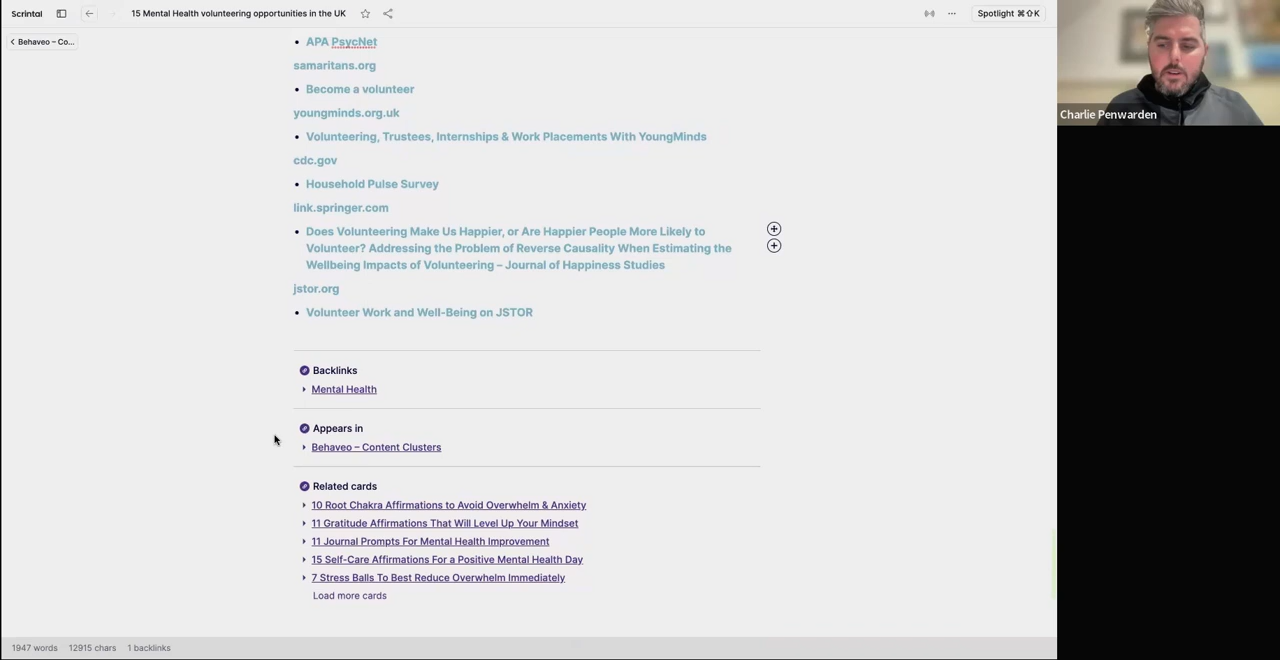 Scrintal
15 Mental Health volunteering opportunities in the UK
Spotlight ⌘⇧K
Behaveo – Co...
• APA PsycNet
samaritans.org
• Become a volunteer
youngminds.org.uk
• Volunteering, Trustees, Internships & Work Placements With YoungMinds
cdc.gov
• Household Pulse Survey
link.springer.com
• Does Volunteering Make Us Happier, or Are Happier People More Likely to
Volunteer? Addressing the Problem of Reverse Causality When Estimating the
Wellbeing Impacts of Volunteering – Journal of Happiness Studies
jstor.org
• Volunteer Work and Well-Being on JSTOR
Backlinks
Mental Health
Appears in
Behaveo – Content Clusters
Related cards
10 Root Chakra Affirmations to Avoid Overwhelm & Anxiety
11 Gratitude Affirmations That Will Level Up Your Mindset
11 Journal Prompts For Mental Health Improvement
15 Self-Care Affirmations For a Positive Mental Health Day
7 Stress Balls To Best Reduce Overwhelm Immediately
Load more cards
1947 words 12915 chars 1 backlinks
Charlie Penwarden